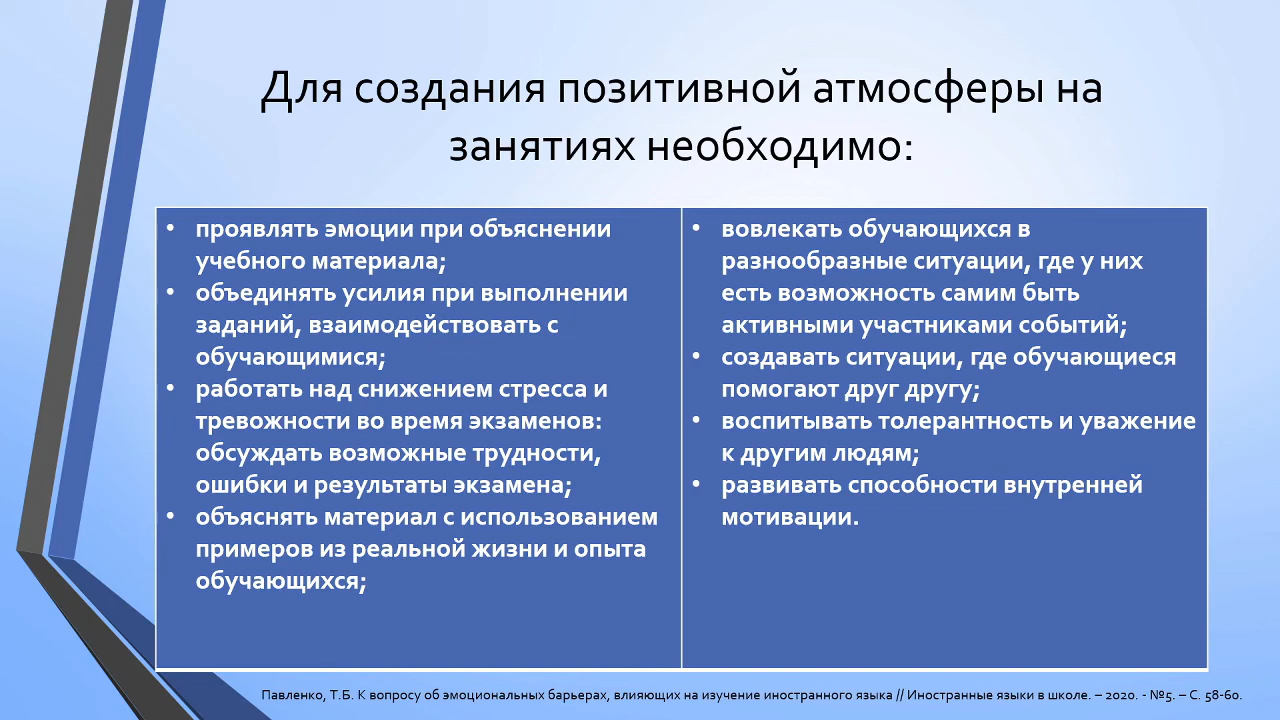 Для создания позитивной атмосферы на
занятиях необходимо:
• проявлять эмоции при объяснении
учебного материала;
• объединять усилия при выполнении
заданий, взаимодействовать с
обучающимися;
• работать над снижением стресса и
тревожности во время экзаменов:
обсуждать возможные трудности,
ошибки и результаты экзамена;
• объяснять материал с использованием
примеров из реальной жизни и опыта
обучающихся;
• вовлекать обучающихся в
разнообразные ситуации, где у них
есть возможность самим быть
активными участниками событий;
• создавать ситуации, где обучающиеся
помогают друг другу;
• воспитывать толерантность и уважение
к другим людям;
• развивать способности внутренней
мотивации.
Павленко, Т.Б. К вопросу об эмоциональных барьерах, влияющих на изучение иностранного языка // Иностранные языки в школе. – 2020. - №5. – С. 58-60.